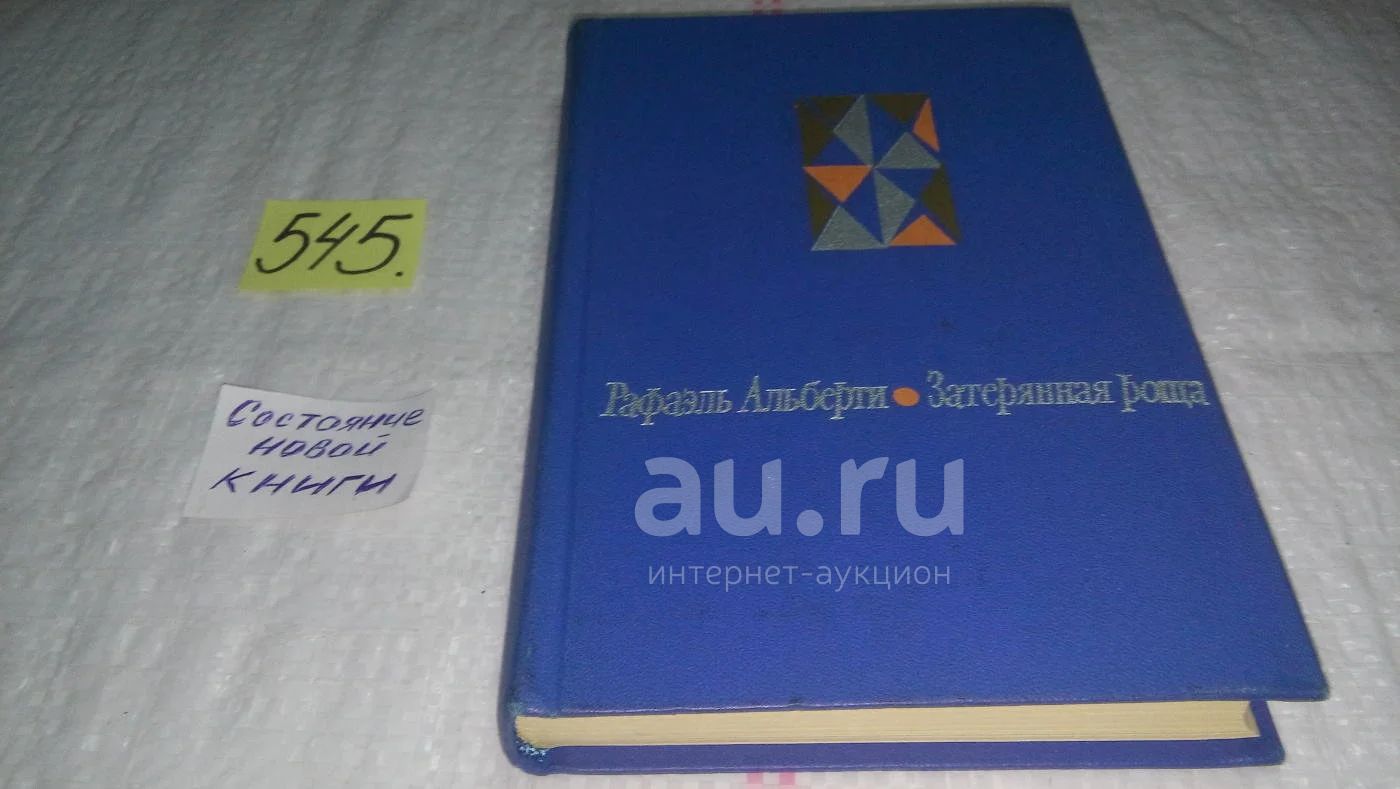 545.
Состояние
новой
книги
Рафаэль Альберти • Затерянная роща
au.ru
интернет-аукцион